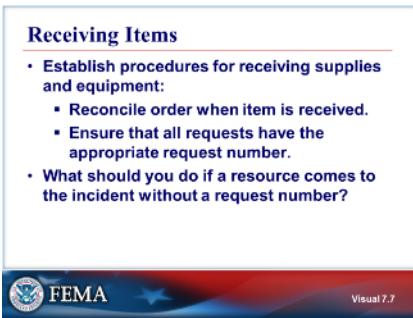 Receiving Items
• Establish procedures for receiving supplies
and equipment:
▪ Reconcile order when item is received.
▪ Ensure that all requests have the
appropriate request number.
• What should you do if a resource comes to
the incident without a request number?
FEMA
Visual 7.7